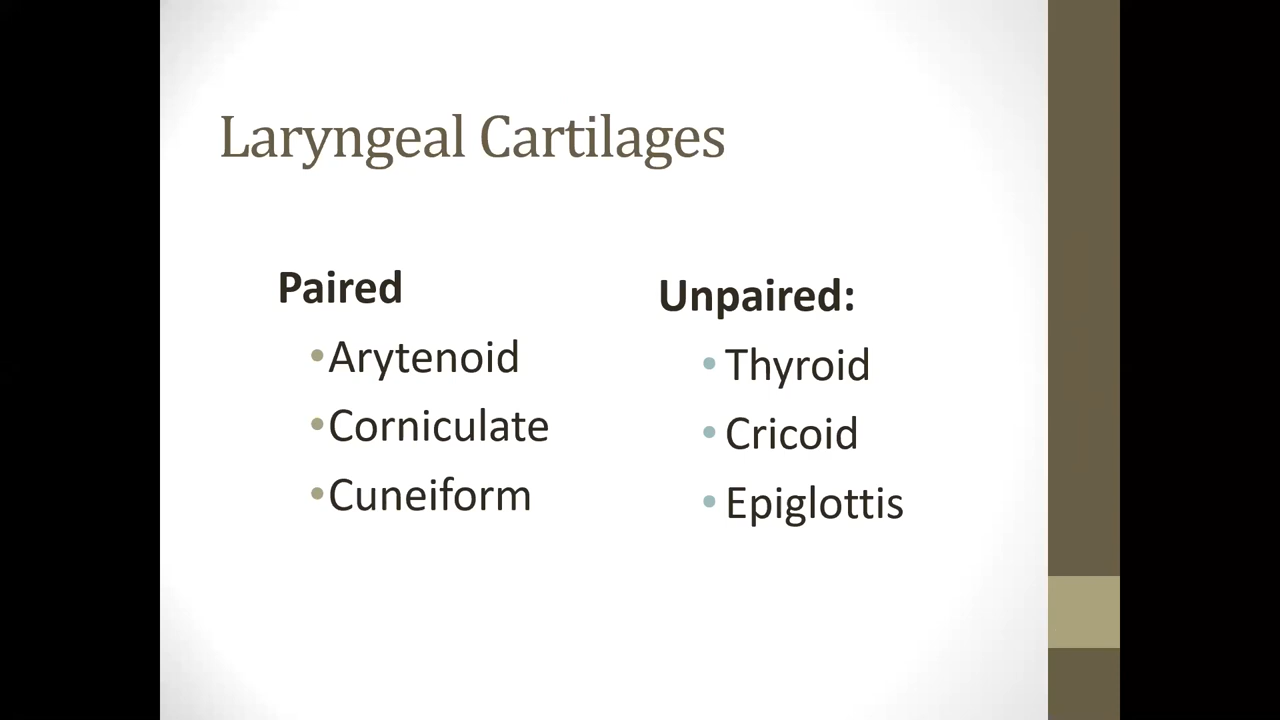 Laryngeal Cartilages
Paired
•Arytenoid
•Corniculate
•Cuneiform
Unpaired:
• Thyroid
• Cricoid
• Epiglottis